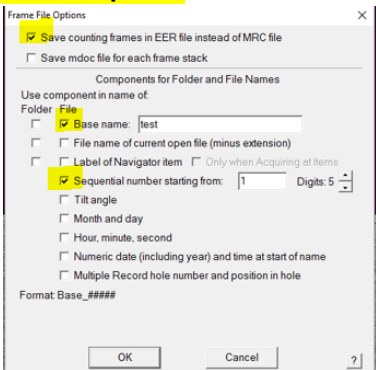 Frame File Options
Save counting frames in EER file instead of MRC file
Save mdoc file for each frame stack
Components for Folder and File Names
Use component in name of:
Folder File
Base name: test
File name of current open file (minus extension)
Label of Navigator item Only when Acquiring at Items
Sequential number starting from: 1 Digits: 5
Tilt angle
Month and day
Hour, minute, second
Numeric date (including year) and time at start of name
Multiple Record hole number and position in hole
Format: Base_#####
OK Cancel ?